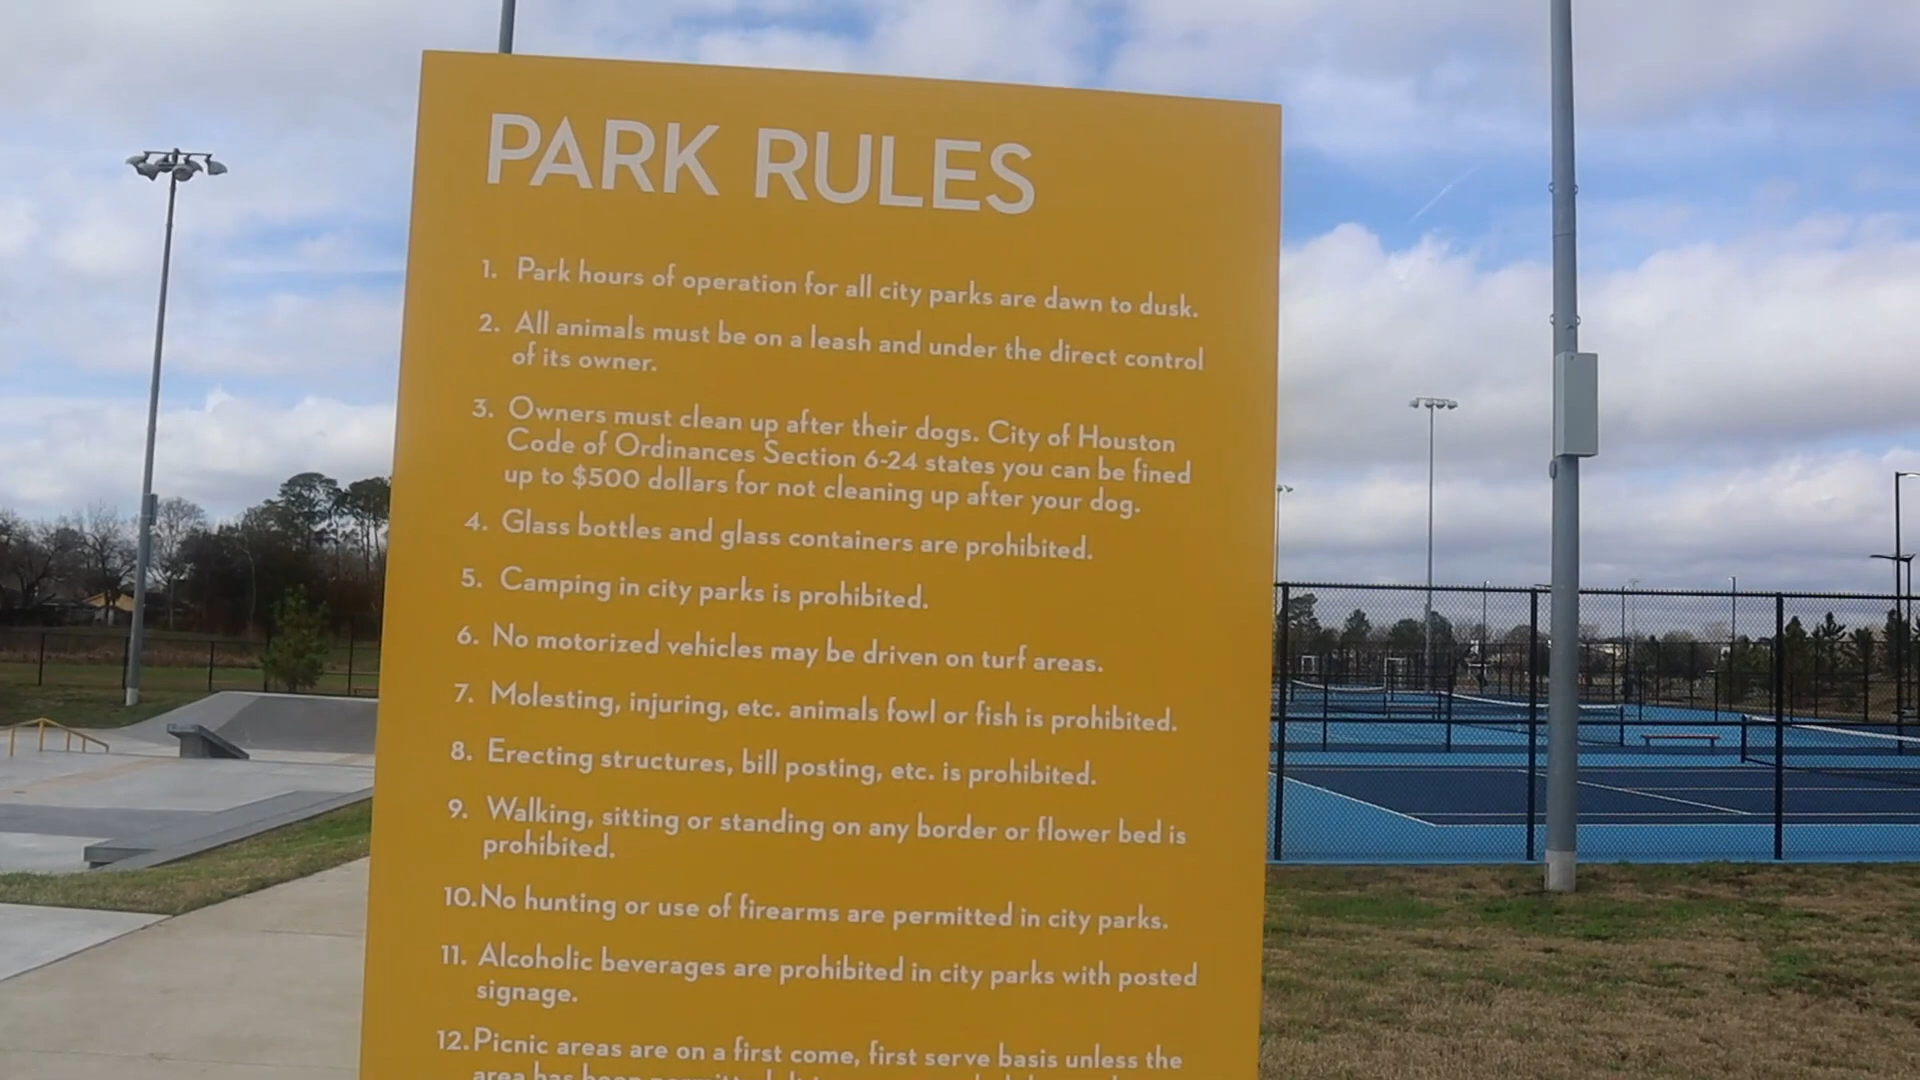 PARK RULES
1. Park hours of operation for all city parks are dawn to dusk.
2. All animals must be on a leash and under the direct control
of its owner.
3. Owners must clean up after their dogs. City of Houston
Code of Ordinances Section 6-24 states you can be fined
up to $500 dollars for not cleaning up after your dog.
4. Glass bottles and glass containers are prohibited.
5. Camping in city parks is prohibited.
6. No motorized vehicles may be driven on turf areas.
7. Molesting, injuring, etc. animals fowl or fish is prohibited.
8. Erecting structures, bill posting, etc. is prohibited.
9. Walking, sitting or standing on any border or flower bed is
prohibited.
10. No hunting or use of firearms are permitted in city parks.
11. Alcoholic beverages are prohibited in city parks with posted
signage.
12. Picnic areas are on a first come, first serve basis unless the
area has been